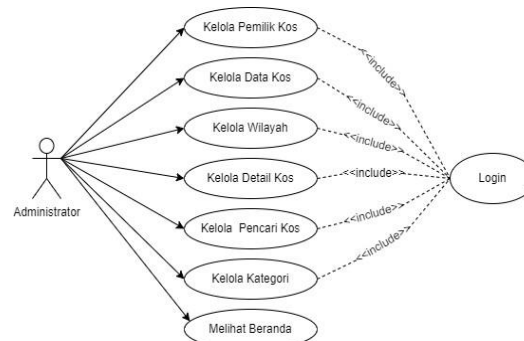 Kelola Pemilik Kos
<<include>>
Kelola Data Kos
<<include>>
Kelola Wilayah
<<include>>
Kelola Detail Kos
<<include>>
Login
Administrator
Kelola  Pencari Kos
<<include>>
Kelola Kategori
<<include>>
Melihat Beranda